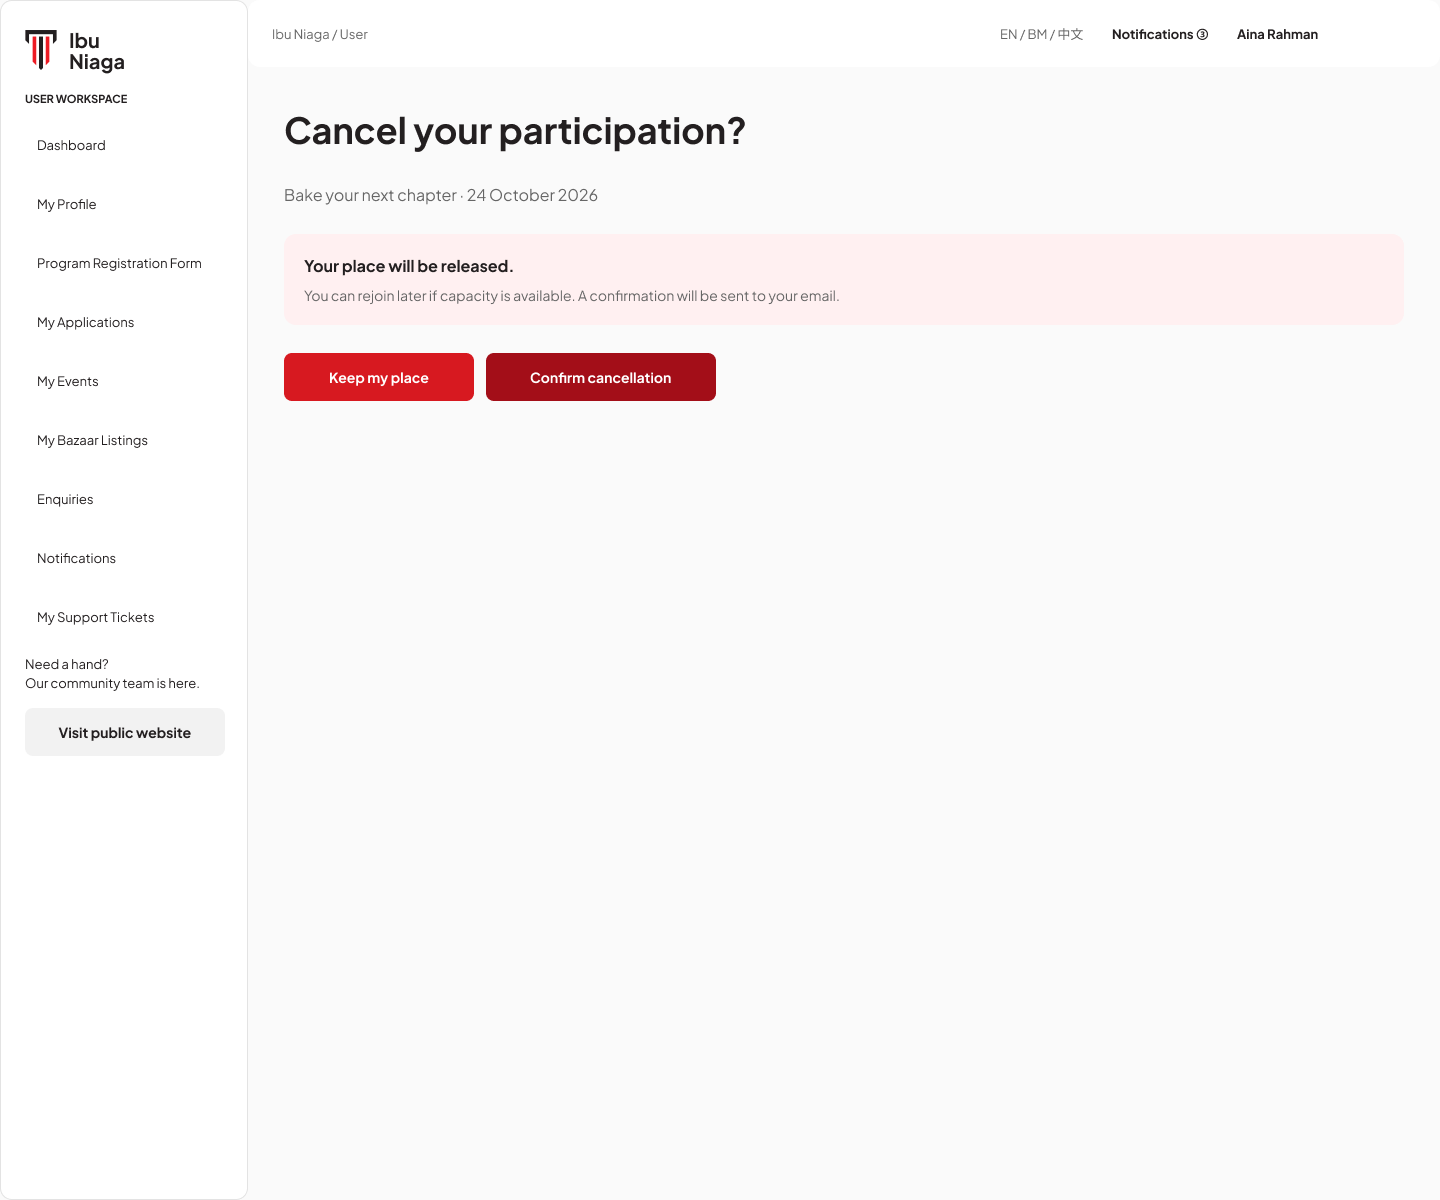 Ibu
Niaga
USER WORKSPACE
Dashboard
My Profile
Program Registration Form
My Applications
My Events
My Bazaar Listings
Enquiries
Notifications
My Support Tickets
Need a hand?
Our community team is here.
Visit public website
Ibu Niaga / User
EN / BM / 中文
Notifications ③
Aina Rahman
Cancel your participation?
Bake your next chapter · 24 October 2026
Your place will be released.
You can rejoin later if capacity is available. A confirmation will be sent to your email.
Keep my place
Confirm cancellation